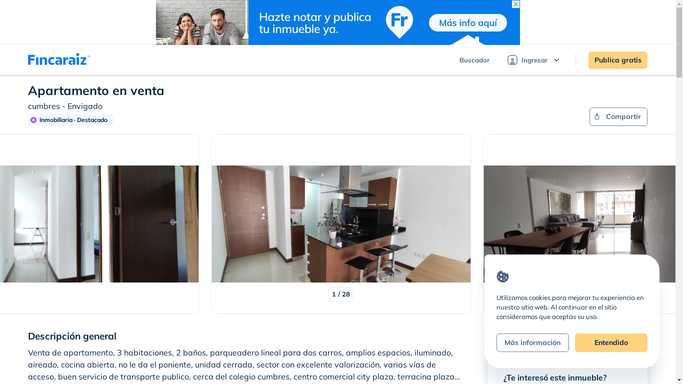 Hazte notar y publica
tu inmueble ya.
Fr
Más info aquí
Fincaraíz
Buscador
Ingresar
Publica gratis
Apartamento en venta
cumbres - Envigado
Inmobiliaria · Destacado
Compartir
1 / 28
Utilizamos cookies para mejorar tu experiencia en
nuestro sitio web. Al continuar en el sitio
consideramos que aceptas su uso.
Más información
Entendido
Descripción general
Venta de apartamento, 3 habitaciones, 2 baños, parqueadero lineal para dos carros, amplios espacios, iluminado,
aireado, cocina abierta, no le da el poniente, unidad cerrada, sector con excelente valorización, varias vías de
acceso, buen servicio de transporte publico, cerca del colegio cumbres, centro comercial city plaza, terracina plaza...
¿Te interesó este inmueble?